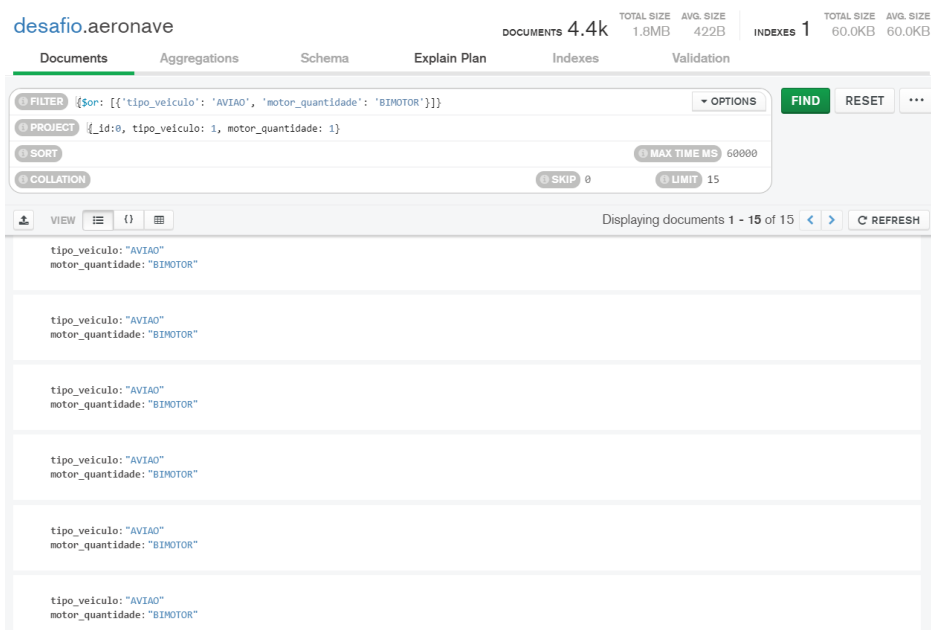 desafio.aeronave
DOCUMENTS 4.4k TOTAL SIZE 1.8MB AVG. SIZE 422B INDEXES 1 TOTAL SIZE 60.0KB AVG. SIZE 60.0KB
Documents Aggregations Schema Explain Plan Indexes Validation
FILTER {$or: [{'tipo_veiculo': 'AVIAO', 'motor_quantidade': 'BIMOTOR'}]} OPTIONS FIND RESET ...
PROJECT {_id:0, tipo_veiculo: 1, motor_quantidade: 1}
SORT MAX TIME MS 60000
COLLATION SKIP 0 LIMIT 15
VIEW {} Displaying documents 1 - 15 of 15 < > REFRESH
tipo_veiculo: "AVIAO"
motor_quantidade: "BIMOTOR"
tipo_veiculo: "AVIAO"
motor_quantidade: "BIMOTOR"
tipo_veiculo: "AVIAO"
motor_quantidade: "BIMOTOR"
tipo_veiculo: "AVIAO"
motor_quantidade: "BIMOTOR"
tipo_veiculo: "AVIAO"
motor_quantidade: "BIMOTOR"
tipo_veiculo: "AVIAO"
motor_quantidade: "BIMOTOR"